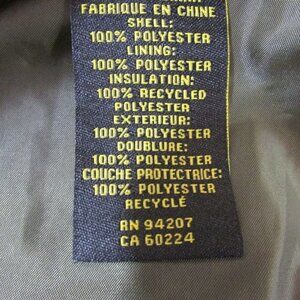 FABRIQUE EN CHINE
SHELL:
100% POLYESTER
LINING:
100% POLYESTER
INSULATION:
100% RECYCLED
POLYESTER
EXTERIEUR:
100% POLYESTER
DOUBLURE:
100% POLYESTER
COUCHE PROTECTRICE:
100% POLYESTER
RECYCLÉ
RN 94207
CA 60224